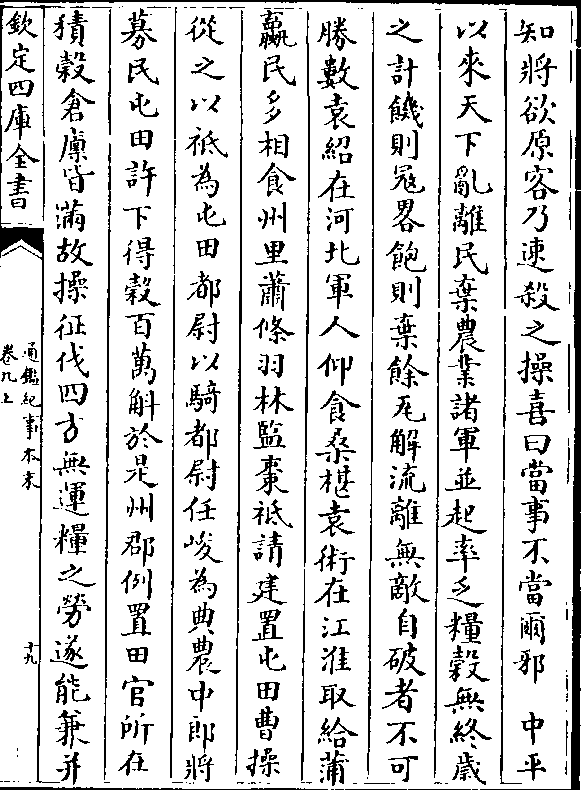 知將欲原客乃速殺之操喜曰當事不當爾邪　中平
以來天下亂離民棄農業諸軍並起率乏糧穀無終歲
之計饑則冦畧飽則棄餘瓦解流離無敵自破者不可
勝數袁紹在河北軍人仰食桑椹袁術在江淮取給蒲
蠃民多相食州里蕭條羽林監棗祗請建置屯田曹操
從之以祗為屯田都尉以騎都尉任峻為典農中郎將
募民屯田許下得穀百萬斛於是州郡例置田官所在
積穀倉廩皆滿故操征伐四方無運糧之勞遂能兼并
欽定四庫全書
通鑑紀事本末
卷九上
十九